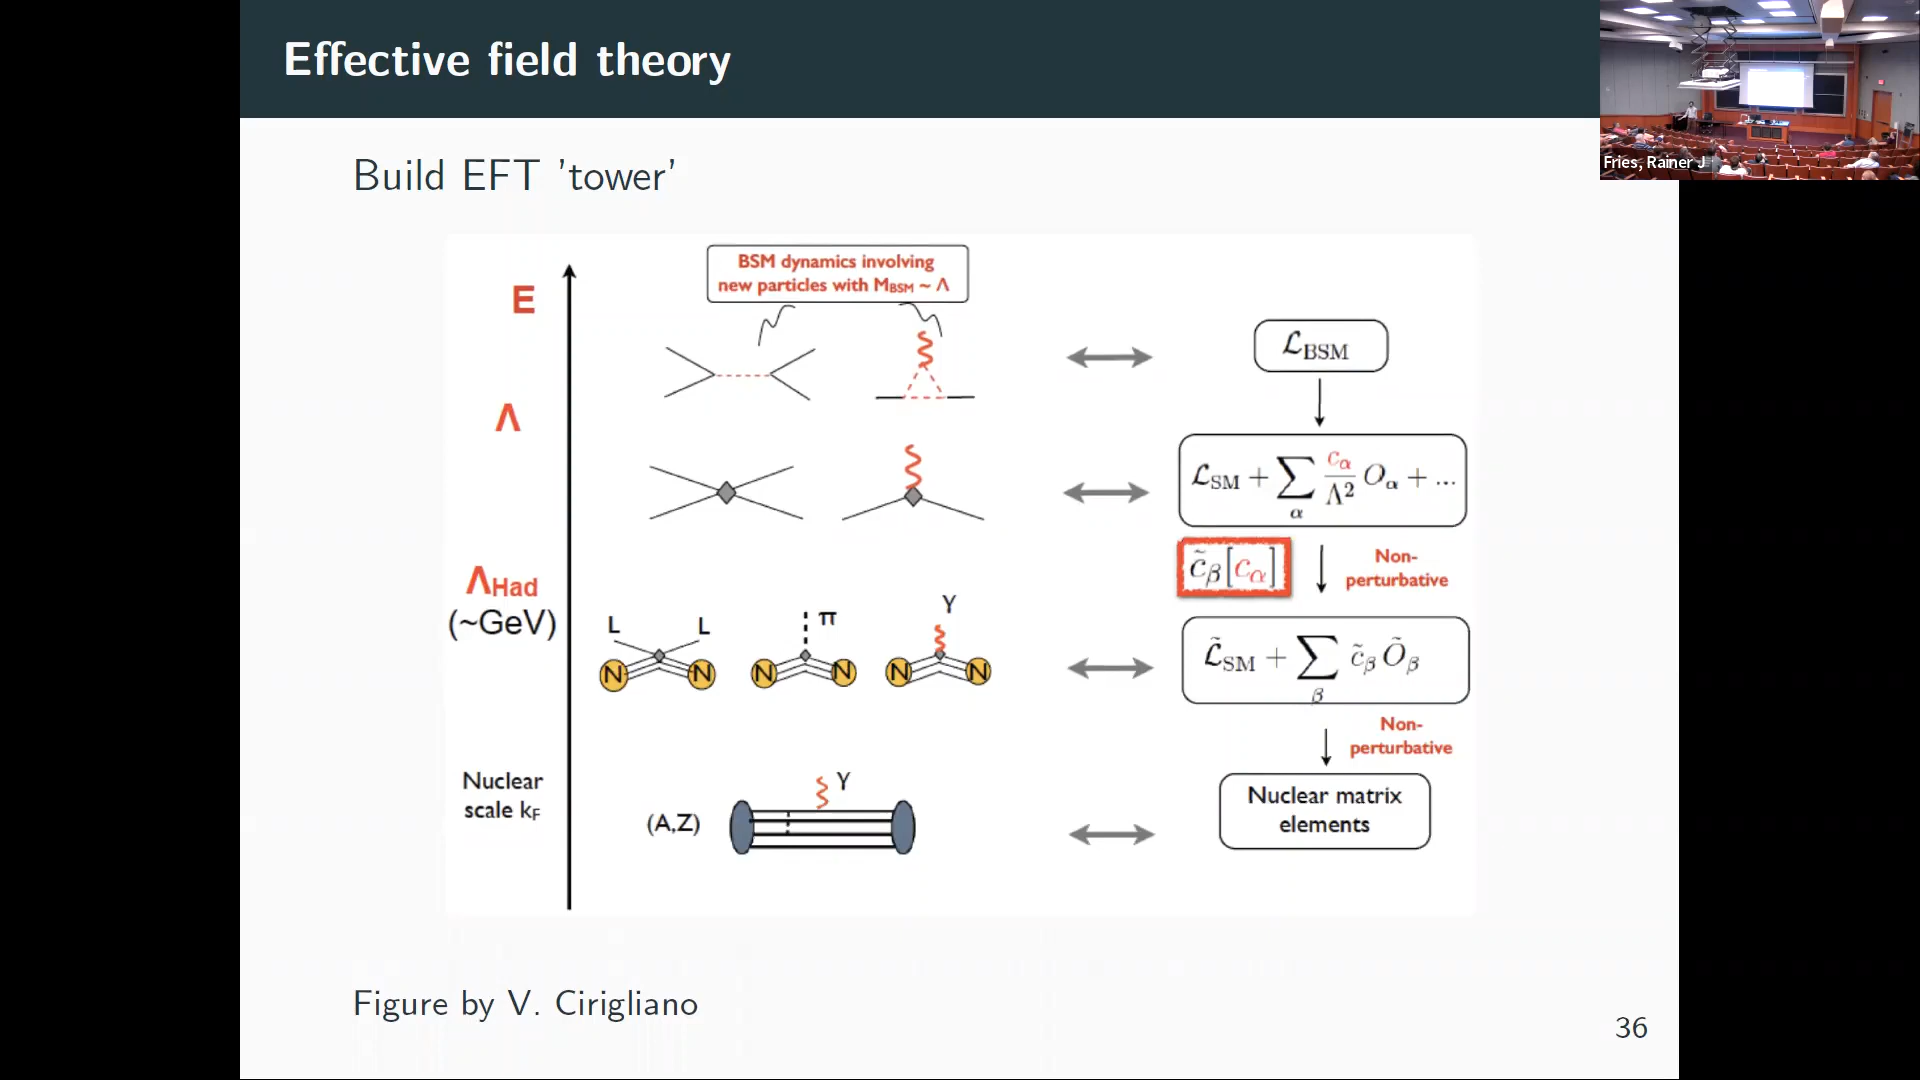 Effective field theory
Fries, Rainer J
Build EFT 'tower'
BSM dynamics involving
new particles with M_BSM ~ Λ
E
ℒ_BSM
Λ
ℒ_SM + ∑_α c_α/Λ² O_α + ...
c̃_β[c_α]
Non-
perturbative
Λ_Had
(~GeV)
L L π γ
N N N N N N
ℒ̃_SM + ∑_β c̃_β Õ_β
Non-
perturbative
Nuclear
scale k_F
γ
(A,Z)
Nuclear matrix
elements
Figure by V. Cirigliano
36